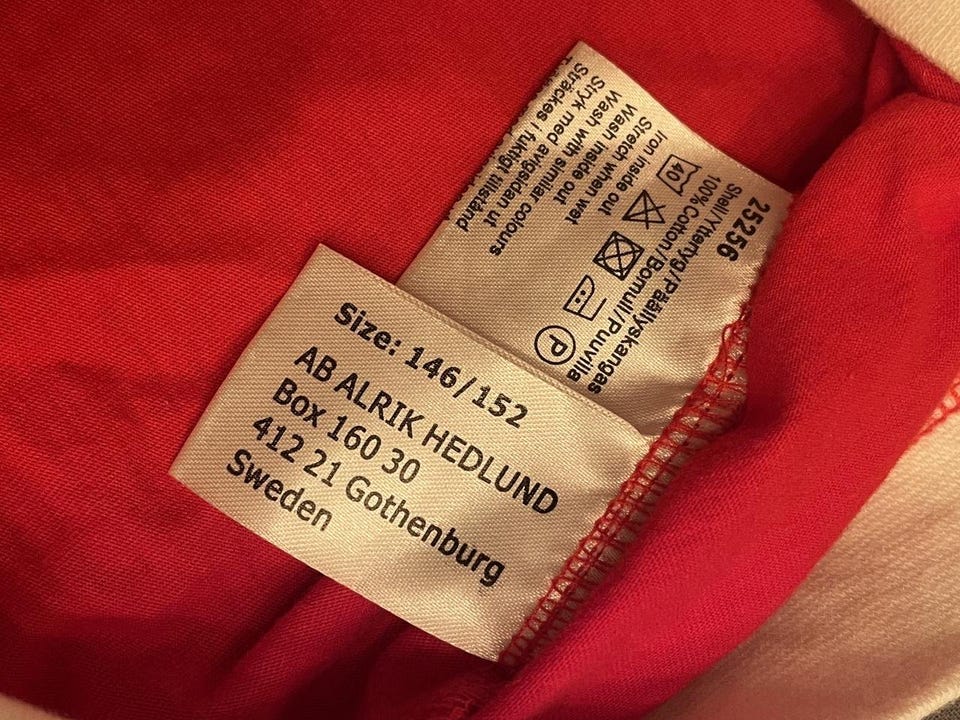 Size: 146/152
AB ALRIK HEDLUND
Box 160 30
412 21 Gothenburg
Sweden
25256
Shell/Yttertyg/Päällyskangas
100% Cotton/Bomull/Puuvilla
40
P
Iron inside out
Stretch when wet
Wash inside out
Wash with similar colours
Stryk med avigsidan ut
Sträckes i fuktigt tillstånd